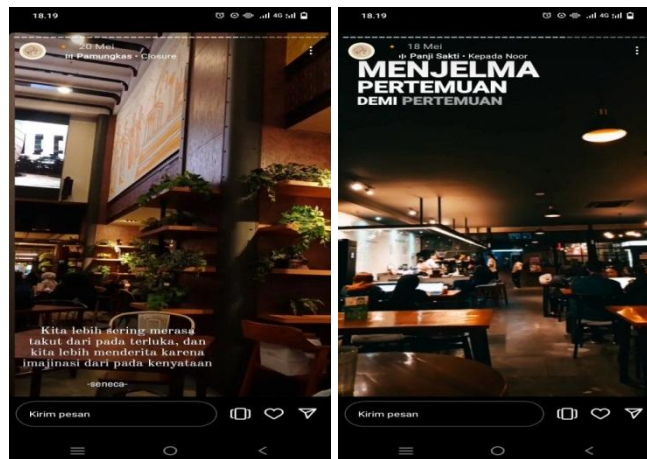 18.19
4G
20 Mei
Pamungkas • Closure
Kita lebih sering merasa
takut dari pada terluka, dan
kita lebih menderita karena
imajinasi dari pada kenyataan
-seneca-
Kirim pesan
18.19
4G
18 Mei
Panji Sakti • Kepada Noor
MENJELMA
PERTEMUAN
DEMI PERTEMUAN
Kirim pesan